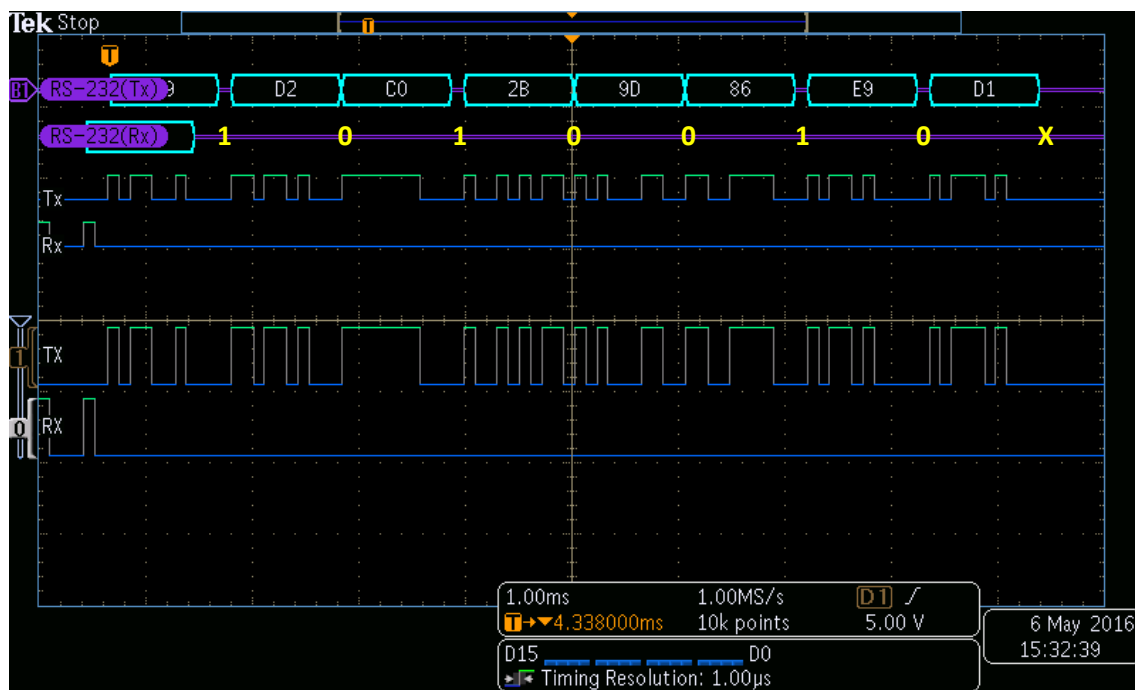 Tek Stop
T
T
B1 RS-232(Tx) 9 D2 C0 2B 9D 86 E9 D1
RS-232(Rx) 1 0 1 0 0 1 0 X
Tx
Rx
1 TX
0 RX
1.00ms 1.00MS/s D1
T→▼4.338000ms 10k points 5.00 V
D15 D0
Timing Resolution: 1.00µs
6 May 2016
15:32:39